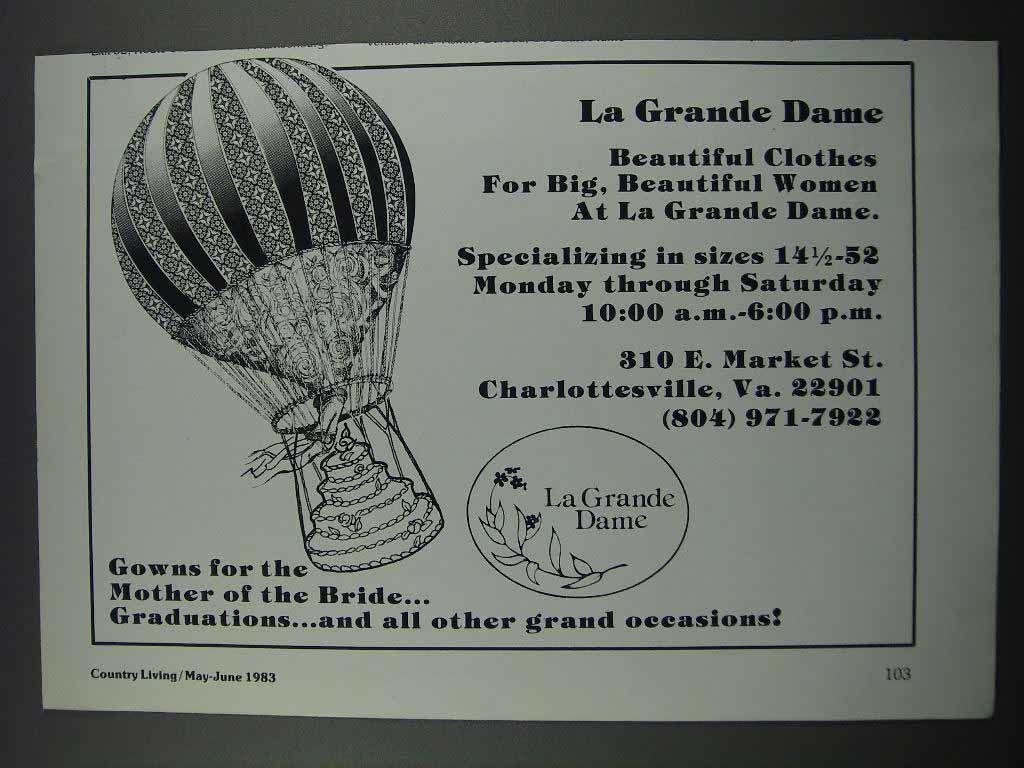 La Grande Dame
Beautiful Clothes
For Big, Beautiful Women
At La Grande Dame.
Specializing in sizes 14½-52
Monday through Saturday
10:00 a.m.-6:00 p.m.
310 E. Market St.
Charlottesville, Va. 22901
(804) 971-7922
La Grande
Dame
Gowns for the
Mother of the Bride...
Graduations...and all other grand occasions!
Country Living/May-June 1983
103